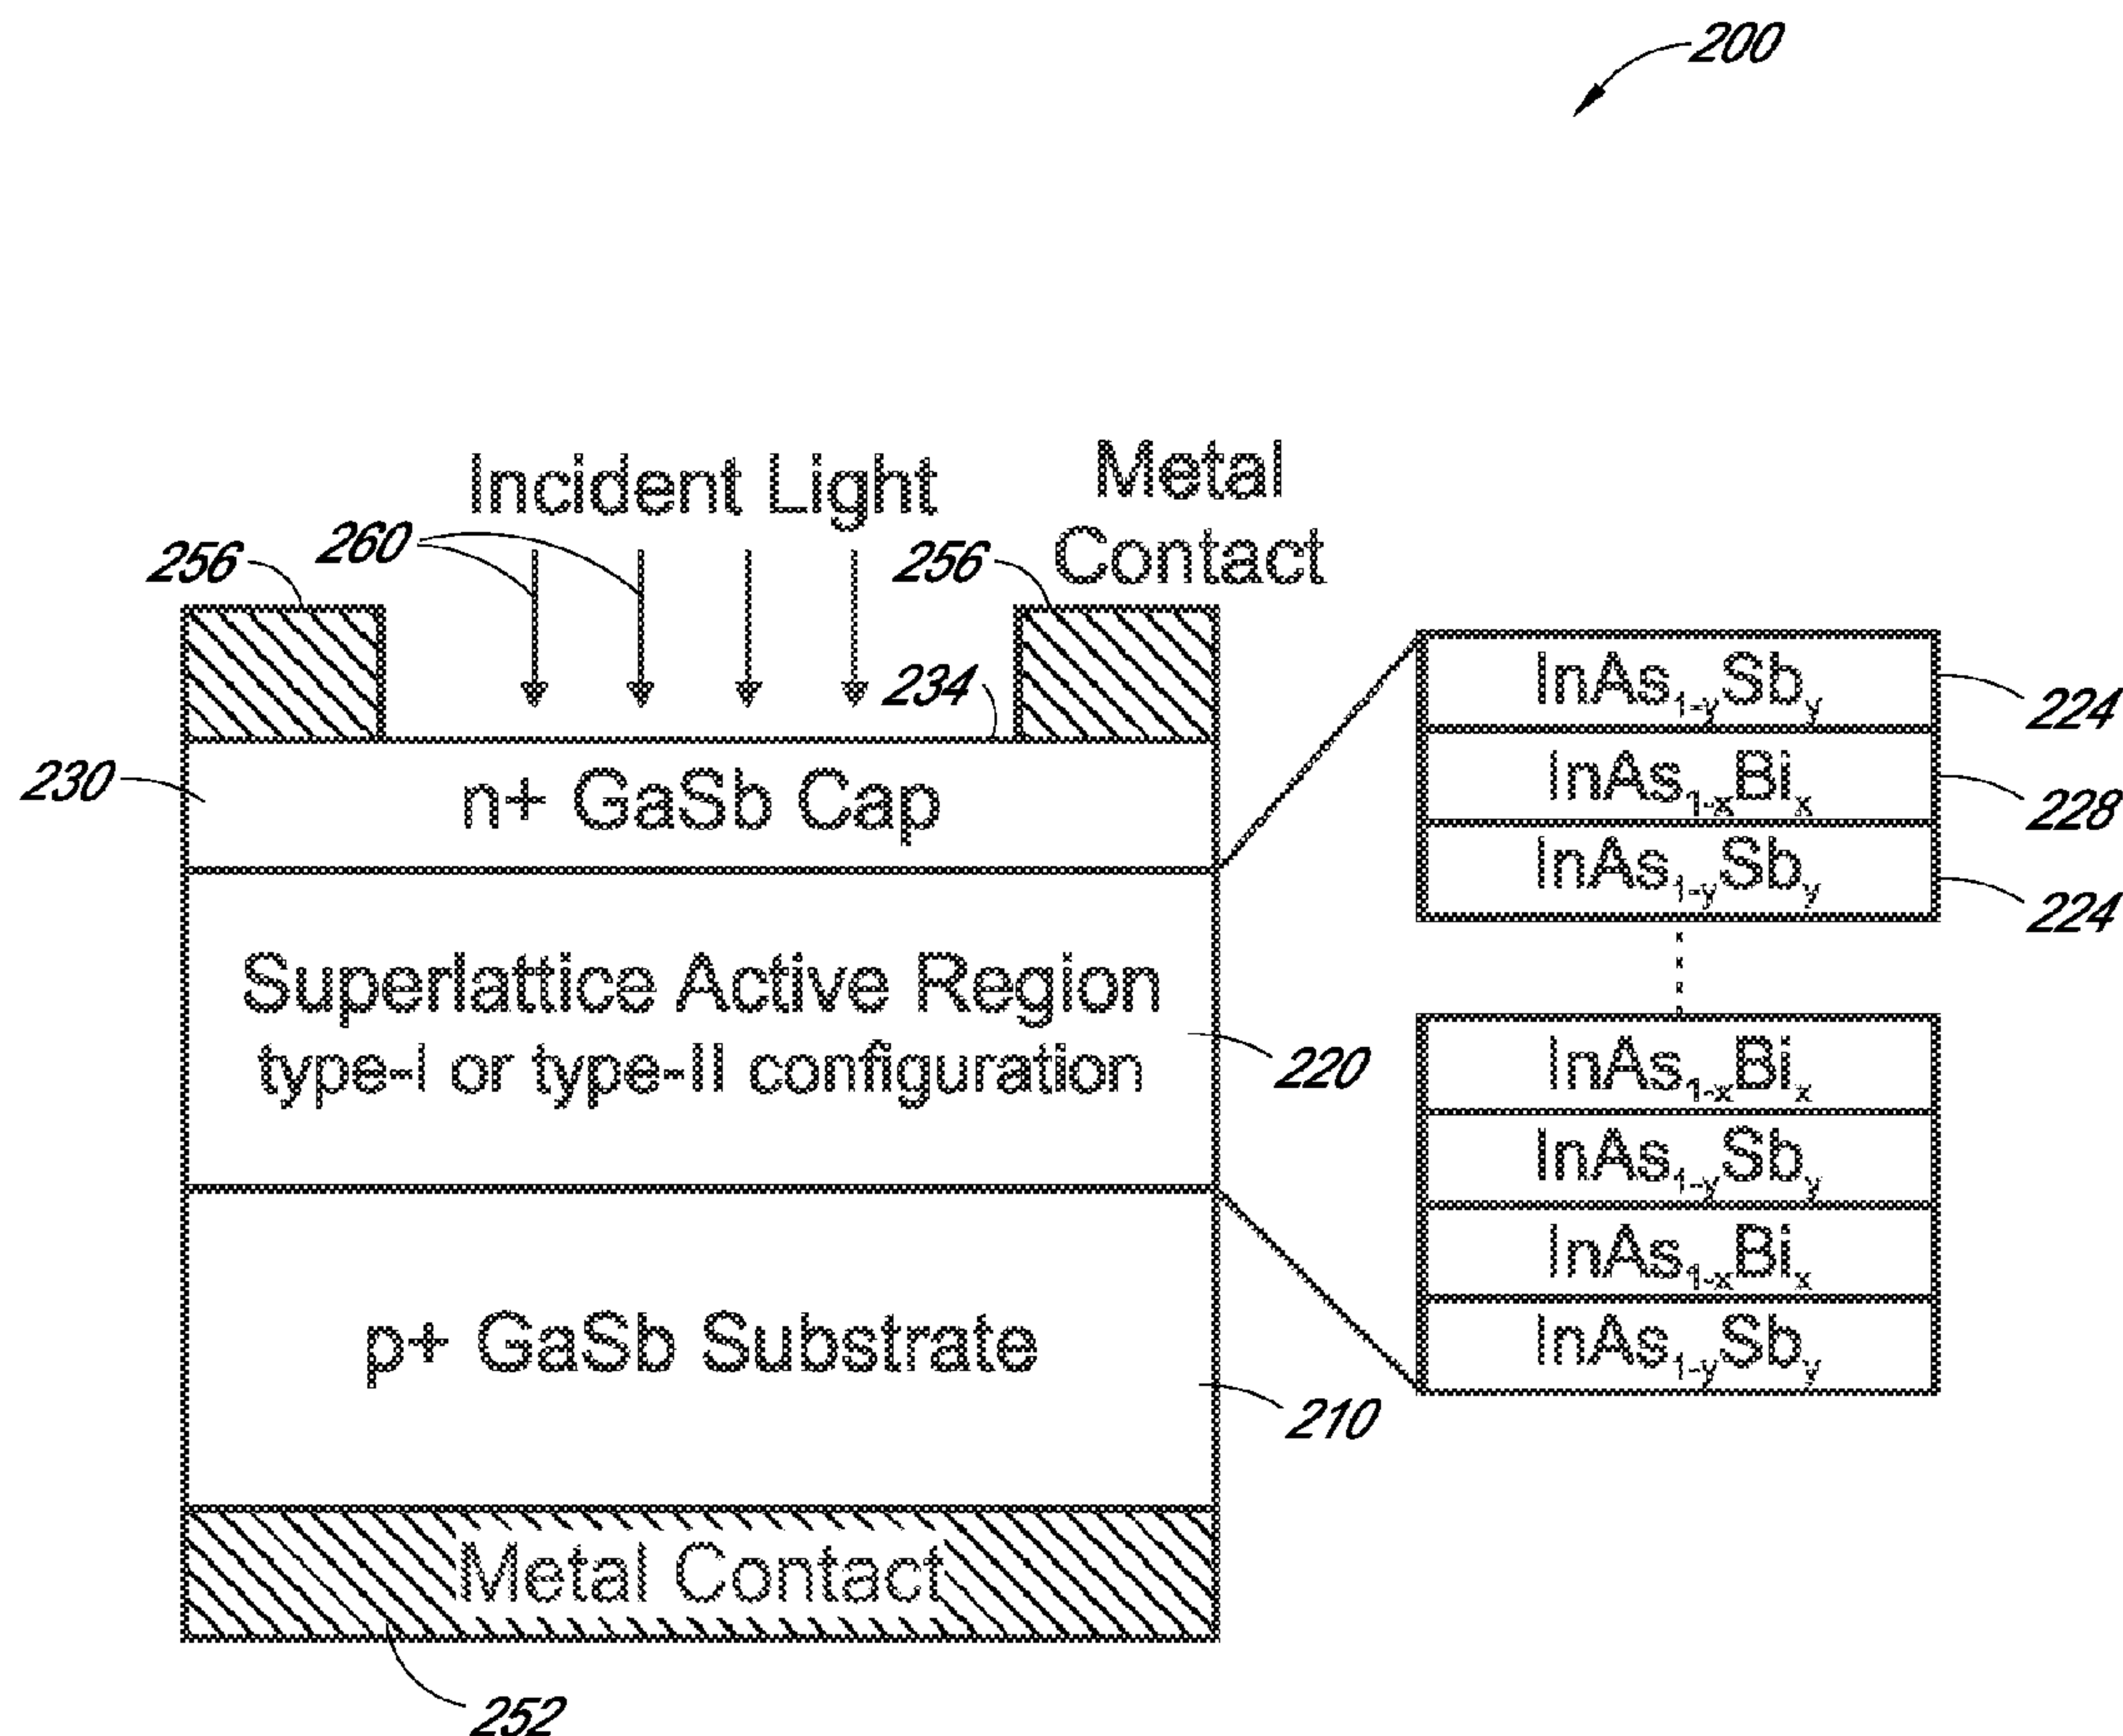 200
Incident Light
Metal
Contact
256
260
256
234
230
n+ GaSb Cap
Superlattice Active Region
type-I or type-II configuration
220
p+ GaSb Substrate
210
Metal Contact
252
InAs₁₋ySby
224
InAs₁₋ₓBiₓ
228
InAs₁₋ySby
224
InAs₁₋ₓBiₓ
InAs₁₋ySby
InAs₁₋ₓBiₓ
InAs₁₋ySby